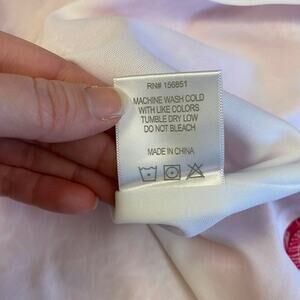 RN# 156851
MACHINE WASH COLD
WITH LIKE COLORS
TUMBLE DRY LOW
DO NOT BLEACH
MADE IN CHINA